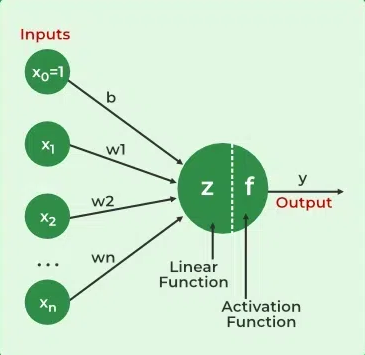 Inputs
x₀=1
b
x₁
w1
z
f
y
Output
x₂
w2
...
wn
xₙ
Linear
Function
Activation
Function